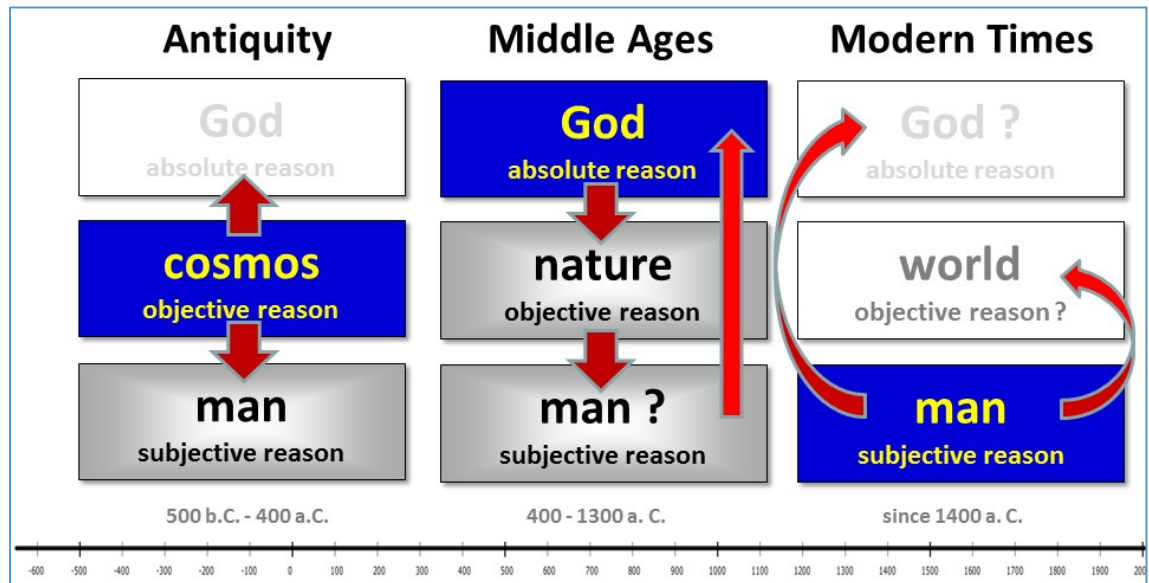 Antiquity
Middle Ages
Modern Times
God
absolute reason
God
absolute reason
God ?
absolute reason
cosmos
objective reason
nature
objective reason
world
objective reason ?
man
subjective reason
man ?
subjective reason
man
subjective reason
500 b.C. - 400 a.C.
400 - 1300 a. C.
since 1400 a. C.
-600 -500 -400 -300 -200 -100 0 100 200 300 400 500 600 700 800 900 1000 1100 1200 1300 1400 1500 1600 1700 1800 1900 2000